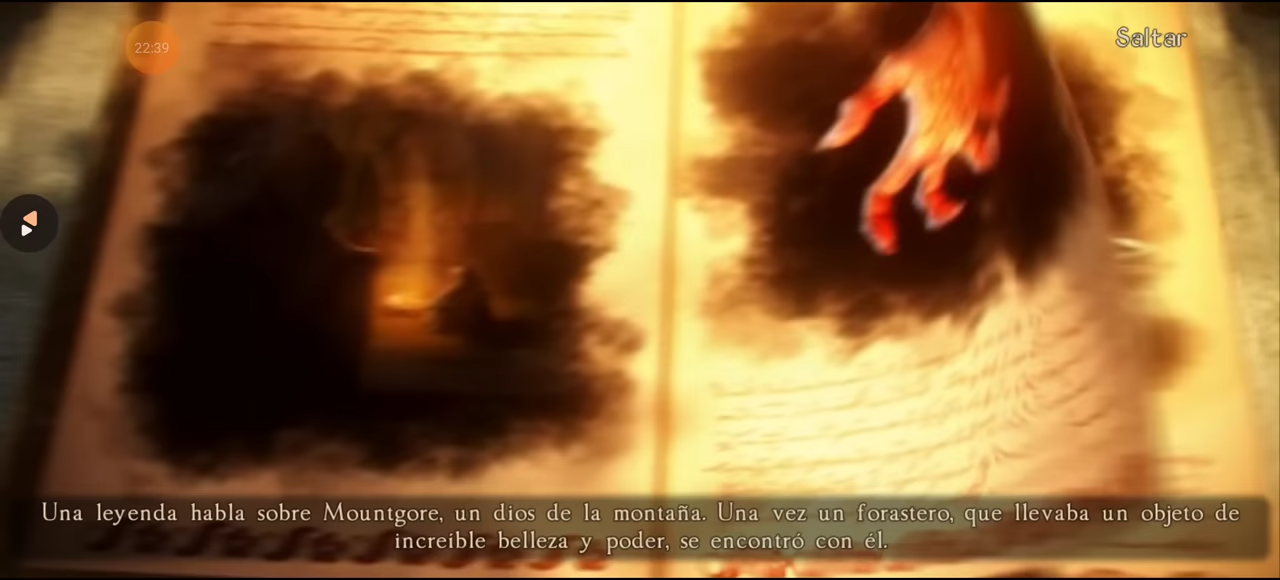 22:39
Saltar
Una leyenda habla sobre Mountgore, un dios de la montaña. Una vez un forastero, que llevaba un objeto de
increíble belleza y poder, se encontró con él.